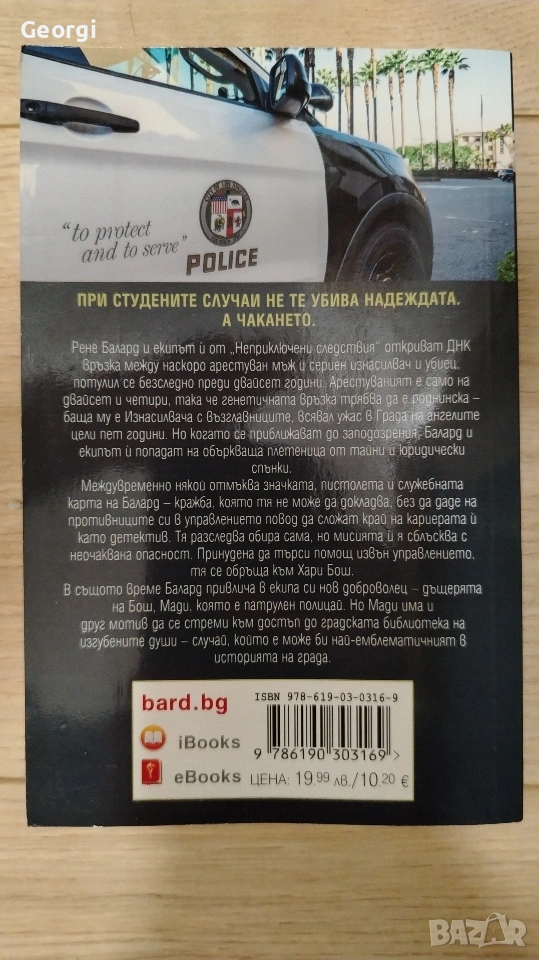 Georgi
"to protect
and to serve"
POLICE
ПРИ СТУДЕНИТЕ СЛУЧАИ НЕ ТЕ УБИВА НАДЕЖДАТА.
А ЧАКАНЕТО.
Рене Балард и екипът ѝ от „Неприключени следствия" откриват ДНК
връзка между наскоро арестуван мъж и сериен изнасилвач и убиец,
потулил се безследно преди двайсет години. Арестуваният е само на
двайсет и четири, така че генетичната връзка трябва да е роднинска –
баща му е Изнасилвача с възглавниците, всявал ужас в Града на ангелите
цели пет години. Но когато се приближават до заподозрения, Балард и
екипът ѝ попадат на объркваща плетеница от тайни и юридически
спънки.
Междувременно някой отмъква значката, пистолета и служебната
карта на Балард – кражба, която тя не може да докладва, без да даде на
противниците си в управлението повод да сложат край на кариерата ѝ
като детектив. Тя разследва обира сама, но мисията ѝ я сблъсква с
неочаквана опасност. Принудена да търси помощ извън управлението,
тя се обръща към Хари Бош.
В същото време Балард привлича в екипа си нов доброволец – дъщерята
на Бош, Мади, която е патрулен полицай. Но Мади има и
друг мотив да се стреми към достъп до градската библиотека на
изгубените души – случай, който е може би най-емблематичният в
историята на града.
bard.bg
iBooks
eBooks
ISBN 978-619-03-0316-9
9 786190 303169 >
ЦЕНА: 19.99 лв./10.20 €
BAZAR